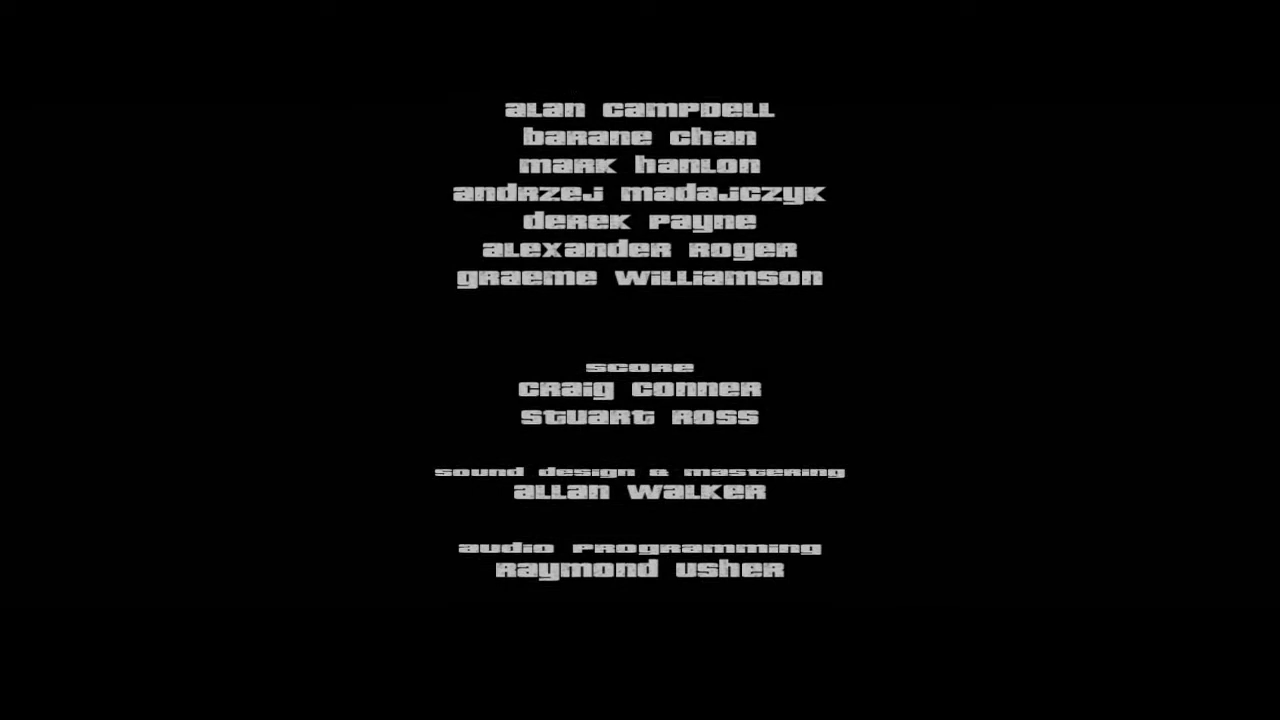 ALAN CAMPDELL
BARANE CHAN
MARK HANLON
ANDRZEJ MADAJCZYK
DEREK PAYNE
ALEXANDER ROGER
GRAEME WILLIAMSON
SCORE
CRAIG CONNER
STUART ROSS
SOUND DESIGN & MASTERING
ALLAN WALKER
AUDIO PROGRAMMING
RAYMOND USHER